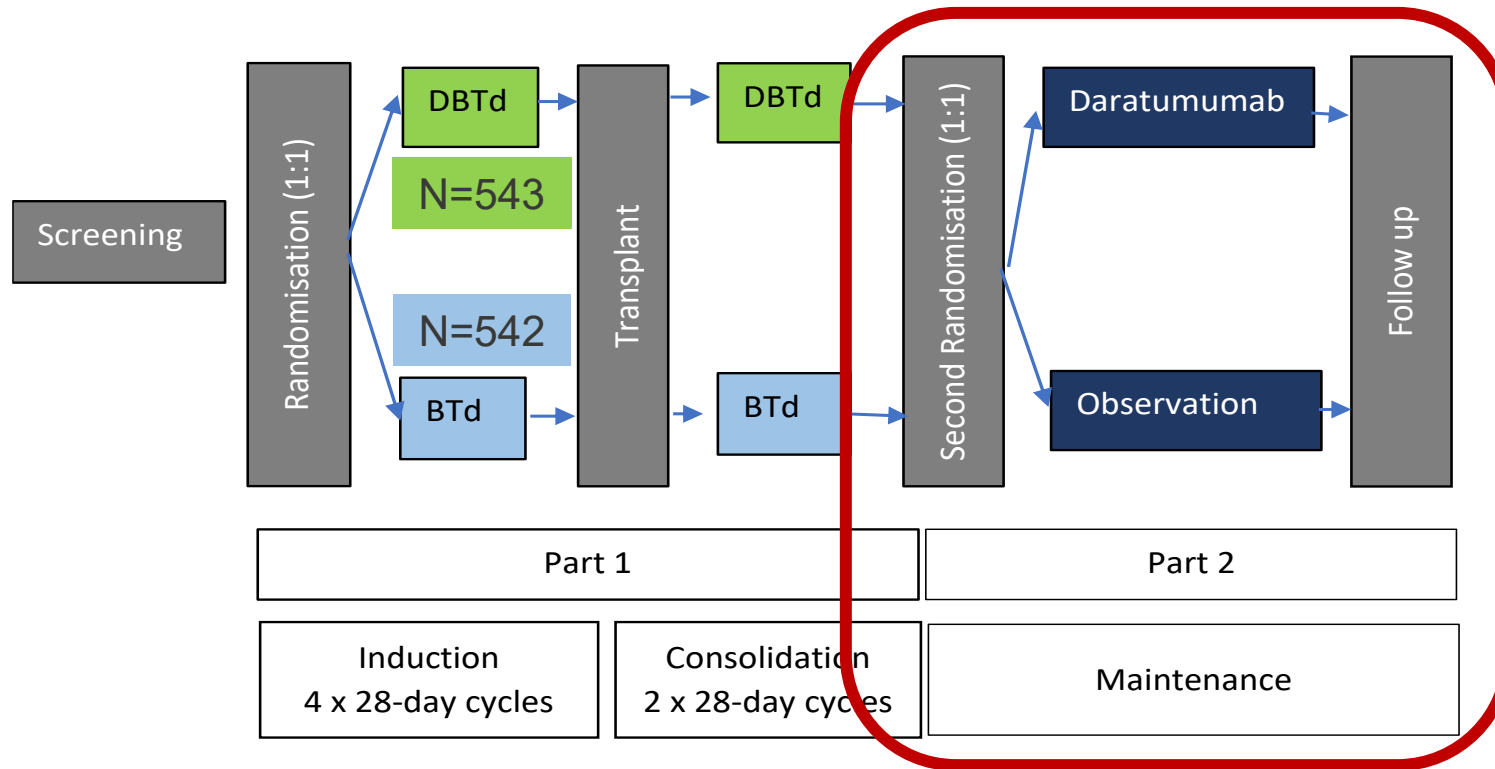 Screening
Randomisation (1:1)
DBTd
N=543
N=542
BTd
Transplant
DBTd
BTd
Second Randomisation (1:1)
Daratumumab
Observation
Follow up
Part 1
Part 2
Induction
4 x 28-day cycles
Consolidation
2 x 28-day cycles
Maintenance